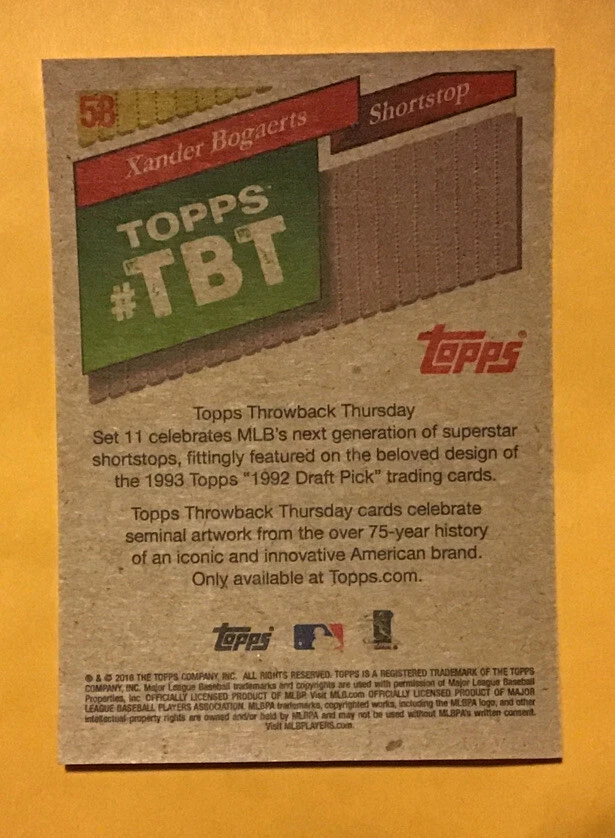 58
Xander Bogaerts
Shortstop
TOPPS
#TBT
topps®
Topps Throwback Thursday
Set 11 celebrates MLB's next generation of superstar
shortstops, fittingly featured on the beloved design of
the 1993 Topps "1992 Draft Pick" trading cards.
Topps Throwback Thursday cards celebrate
seminal artwork from the over 75-year history
of an iconic and innovative American brand.
Only available at Topps.com.
topps
® & © 2016 THE TOPPS COMPANY, INC. ALL RIGHTS RESERVED. TOPPS IS A REGISTERED TRADEMARK OF THE TOPPS
COMPANY, INC. Major League Baseball trademarks and copyrights are used with permission of Major League Baseball
Properties, Inc. OFFICIALLY LICENSED PRODUCT OF MLBP. Visit MLB.com OFFICIALLY LICENSED PRODUCT OF MAJOR
LEAGUE BASEBALL PLAYERS ASSOCIATION. MLBPA trademarks, copyrighted works, including the MLBPA logo, and other
intellectual property rights are owned and/or held by MLBPA and may not be used without MLBPA's written consent.
Visit MLBPLAYERS.com.